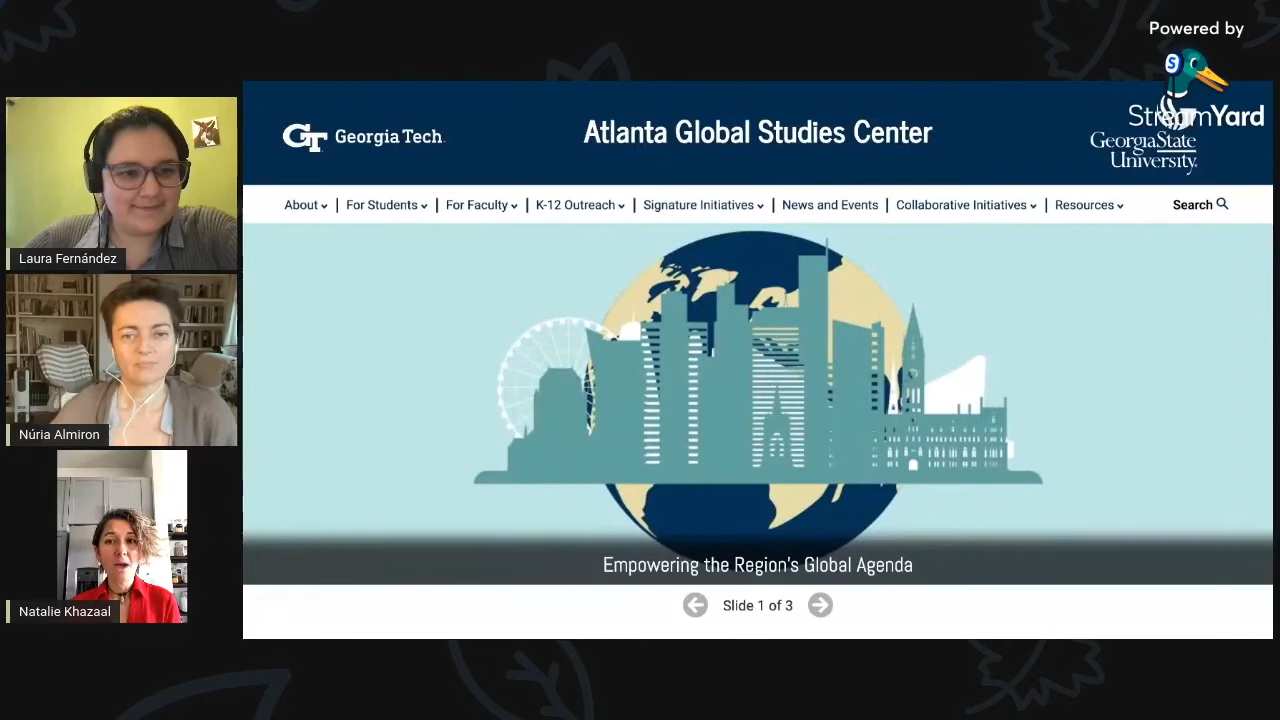 Powered by
StreamYard
Laura Fernández
Núria Almiron
Natalie Khazaal
GT Georgia Tech.
Atlanta Global Studies Center
GeorgiaState
University.
About | For Students | For Faculty | K-12 Outreach | Signature Initiatives | News and Events | Collaborative Initiatives | Resources
Search
Empowering the Region's Global Agenda
Slide 1 of 3